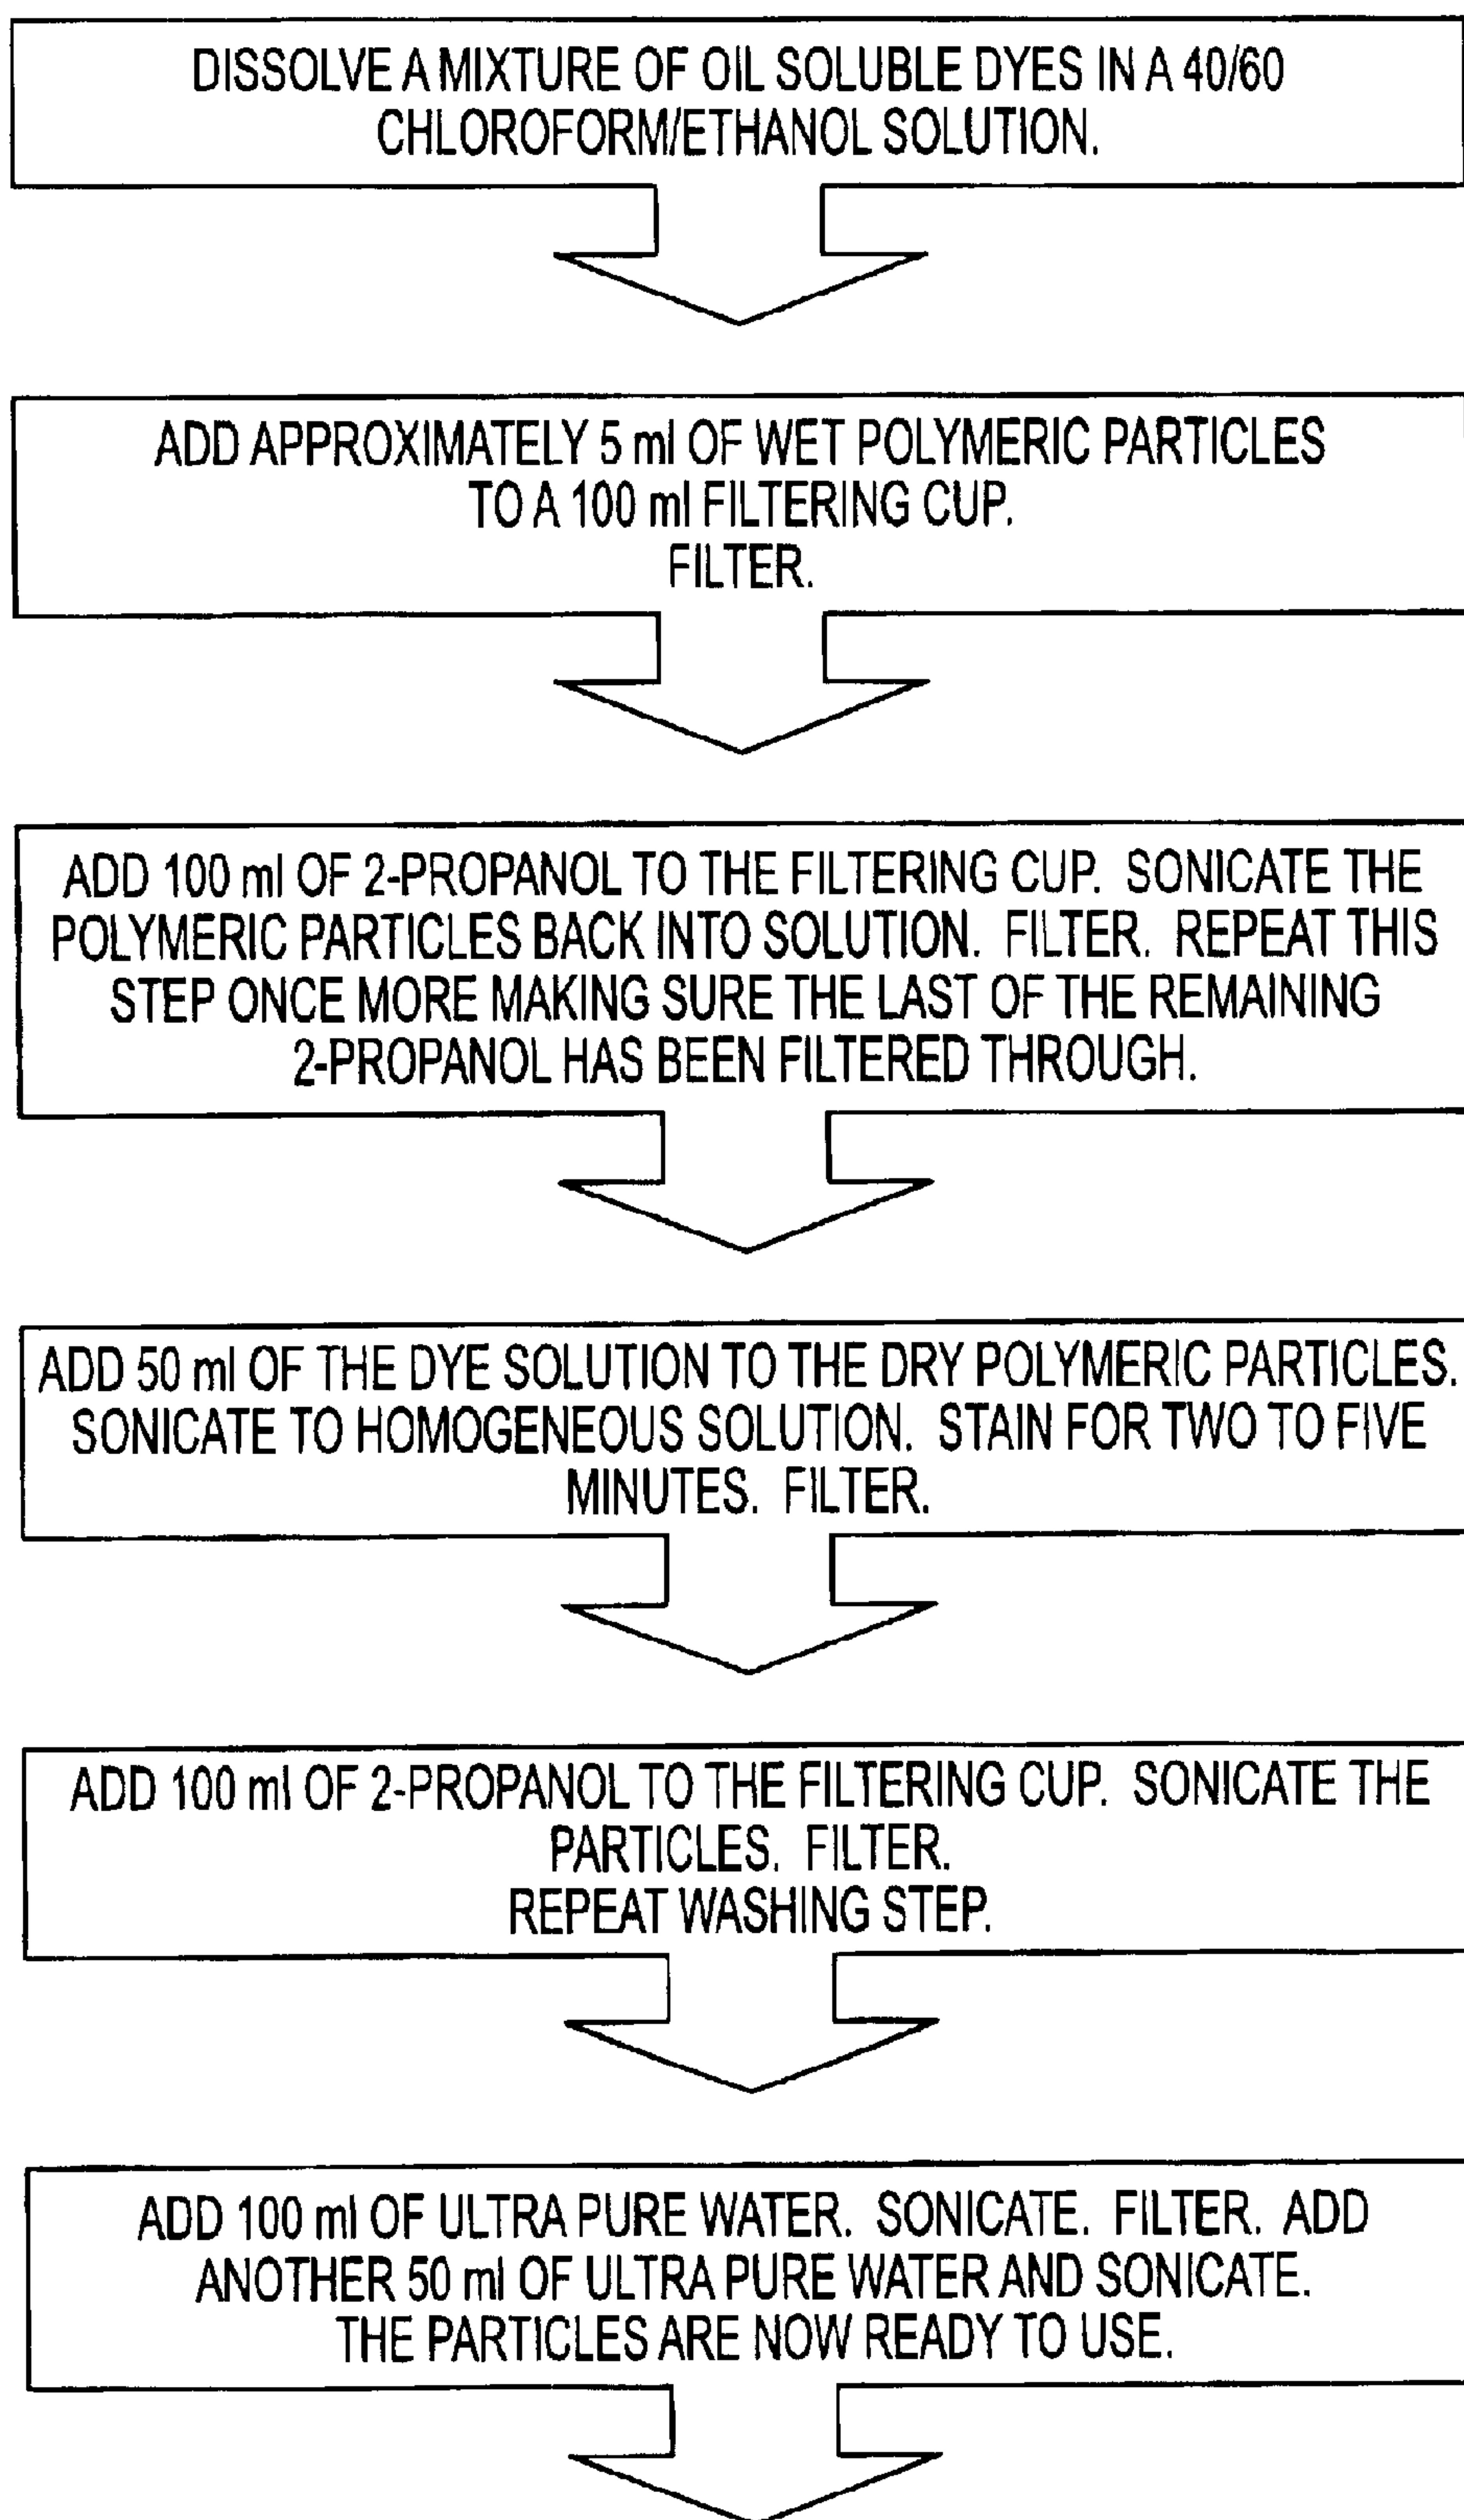 DISSOLVE A MIXTURE OF OIL SOLUBLE DYES IN A 40/60
CHLOROFORM/ETHANOL SOLUTION.
ADD APPROXIMATELY 5 ml OF WET POLYMERIC PARTICLES
TO A 100 ml FILTERING CUP.
FILTER.
ADD 100 ml OF 2-PROPANOL TO THE FILTERING CUP. SONICATE THE
POLYMERIC PARTICLES BACK INTO SOLUTION. FILTER. REPEAT THIS
STEP ONCE MORE MAKING SURE THE LAST OF THE REMAINING
2-PROPANOL HAS BEEN FILTERED THROUGH.
ADD 50 ml OF THE DYE SOLUTION TO THE DRY POLYMERIC PARTICLES.
SONICATE TO HOMOGENEOUS SOLUTION. STAIN FOR TWO TO FIVE
MINUTES. FILTER.
ADD 100 ml OF 2-PROPANOL TO THE FILTERING CUP. SONICATE THE
PARTICLES. FILTER.
REPEAT WASHING STEP.
ADD 100 ml OF ULTRA PURE WATER. SONICATE. FILTER. ADD
ANOTHER 50 ml OF ULTRA PURE WATER AND SONICATE.
THE PARTICLES ARE NOW READY TO USE.